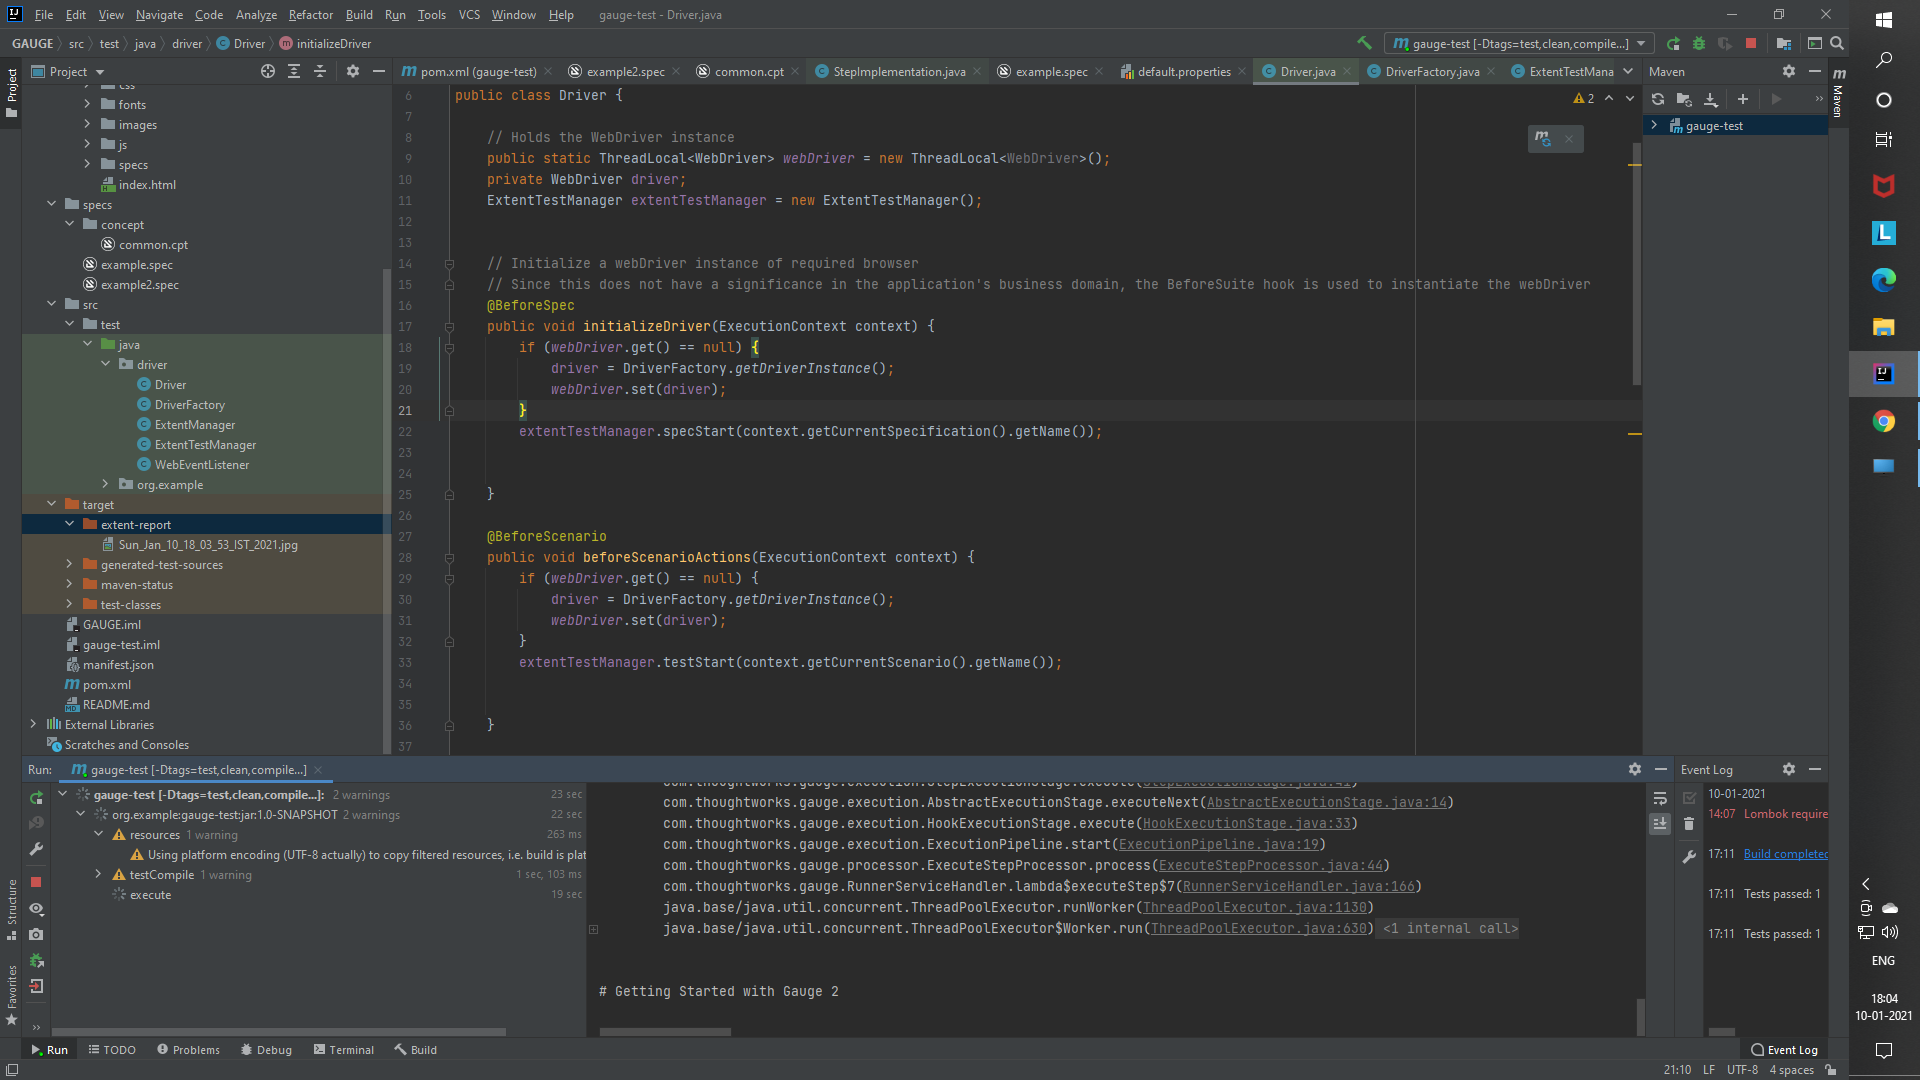 File Edit View Navigate Code Analyze Refactor Build Run Tools VCS Window Help gauge-test - Driver.java
GAUGE src test java driver Driver initializeDriver
gauge-test [-Dtags=test,clean,compile...]
Project
pom.xml (gauge-test) example2.spec common.cpt StepImplementation.java example.spec default.properties Driver.java DriverFactory.java ExtentTestMana
Maven
gauge-test
Project
Maven
css
fonts
images
js
specs
index.html
specs
concept
common.cpt
example.spec
example2.spec
src
test
java
driver
Driver
DriverFactory
ExtentManager
ExtentTestManager
WebEventListener
org.example
target
extent-report
Sun_Jan_10_18_03_53_IST_2021.jpg
generated-test-sources
maven-status
test-classes
GAUGE.iml
gauge-test.iml
manifest.json
pom.xml
README.md
External Libraries
Scratches and Consoles
2
6 public class Driver {
7
8 // Holds the WebDriver instance
9 public static ThreadLocal<WebDriver> webDriver = new ThreadLocal<WebDriver>();
10 private WebDriver driver;
11 ExtentTestManager extentTestManager = new ExtentTestManager();
12
13
14 // Initialize a webDriver instance of required browser
15 // Since this does not have a significance in the application's business domain, the BeforeSuite hook is used to instantiate the webDriver
16 @BeforeSpec
17 public void initializeDriver(ExecutionContext context) {
18 if (webDriver.get() == null) {
19 driver = DriverFactory.getDriverInstance();
20 webDriver.set(driver);
21 }
22 extentTestManager.specStart(context.getCurrentSpecification().getName());
23
24
25 }
26
27 @BeforeScenario
28 public void beforeScenarioActions(ExecutionContext context) {
29 if (webDriver.get() == null) {
30 driver = DriverFactory.getDriverInstance();
31 webDriver.set(driver);
32 }
33 extentTestManager.testStart(context.getCurrentScenario().getName());
34
35
36 }
37
Run: gauge-test [-Dtags=test,clean,compile...]
gauge-test [-Dtags=test,clean,compile...]: 2 warnings 23 sec
org.example:gauge-test:jar:1.0-SNAPSHOT 2 warnings 22 sec
resources 1 warning 263 ms
Using platform encoding (UTF-8 actually) to copy filtered resources, i.e. build is plat
testCompile 1 warning 1 sec, 103 ms
execute 19 sec
com.thoughtworks.gauge.execution.StepExecutionStage.execute(StepExecutionStage.java:41)
com.thoughtworks.gauge.execution.AbstractExecutionStage.executeNext(AbstractExecutionStage.java:14)
com.thoughtworks.gauge.execution.HookExecutionStage.execute(HookExecutionStage.java:33)
com.thoughtworks.gauge.execution.ExecutionPipeline.start(ExecutionPipeline.java:19)
com.thoughtworks.gauge.processor.ExecuteStepProcessor.process(ExecuteStepProcessor.java:44)
com.thoughtworks.gauge.RunnerServiceHandler.lambda$executeStep$7(RunnerServiceHandler.java:166)
java.base/java.util.concurrent.ThreadPoolExecutor.runWorker(ThreadPoolExecutor.java:1130)
java.base/java.util.concurrent.ThreadPoolExecutor$Worker.run(ThreadPoolExecutor.java:630) <1 internal call>
# Getting Started with Gauge 2
Event Log
10-01-2021
14:07 Lombok require
17:11 Build completed
17:11 Tests passed: 1
17:11 Tests passed: 1
Structure
Favorites
Run TODO Problems Debug Terminal Build Event Log
21:10 LF UTF-8 4 spaces
ENG
18:04
10-01-2021